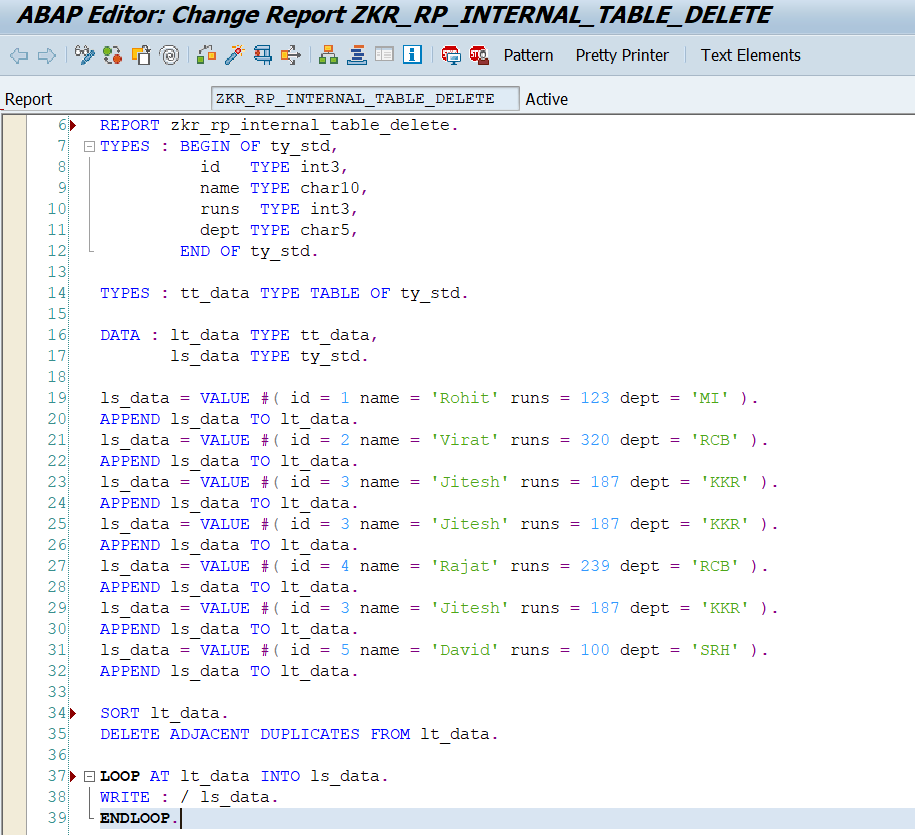 ABAP Editor: Change Report ZKR_RP_INTERNAL_TABLE_DELETE
Pattern Pretty Printer Text Elements
Report ZKR_RP_INTERNAL_TABLE_DELETE Active
6 REPORT zkr_rp_internal_table_delete.
7 TYPES : BEGIN OF ty_std,
8 id TYPE int3,
9 name TYPE char10,
10 runs TYPE int3,
11 dept TYPE char5,
12 END OF ty_std.
13
14 TYPES : tt_data TYPE TABLE OF ty_std.
15
16 DATA : lt_data TYPE tt_data,
17 ls_data TYPE ty_std.
18
19 ls_data = VALUE #( id = 1 name = 'Rohit' runs = 123 dept = 'MI' ).
20 APPEND ls_data TO lt_data.
21 ls_data = VALUE #( id = 2 name = 'Virat' runs = 320 dept = 'RCB' ).
22 APPEND ls_data TO lt_data.
23 ls_data = VALUE #( id = 3 name = 'Jitesh' runs = 187 dept = 'KKR' ).
24 APPEND ls_data TO lt_data.
25 ls_data = VALUE #( id = 3 name = 'Jitesh' runs = 187 dept = 'KKR' ).
26 APPEND ls_data TO lt_data.
27 ls_data = VALUE #( id = 4 name = 'Rajat' runs = 239 dept = 'RCB' ).
28 APPEND ls_data TO lt_data.
29 ls_data = VALUE #( id = 3 name = 'Jitesh' runs = 187 dept = 'KKR' ).
30 APPEND ls_data TO lt_data.
31 ls_data = VALUE #( id = 5 name = 'David' runs = 100 dept = 'SRH' ).
32 APPEND ls_data TO lt_data.
33
34 SORT lt_data.
35 DELETE ADJACENT DUPLICATES FROM lt_data.
36
37 LOOP AT lt_data INTO ls_data.
38 WRITE : / ls_data.
39 ENDLOOP.